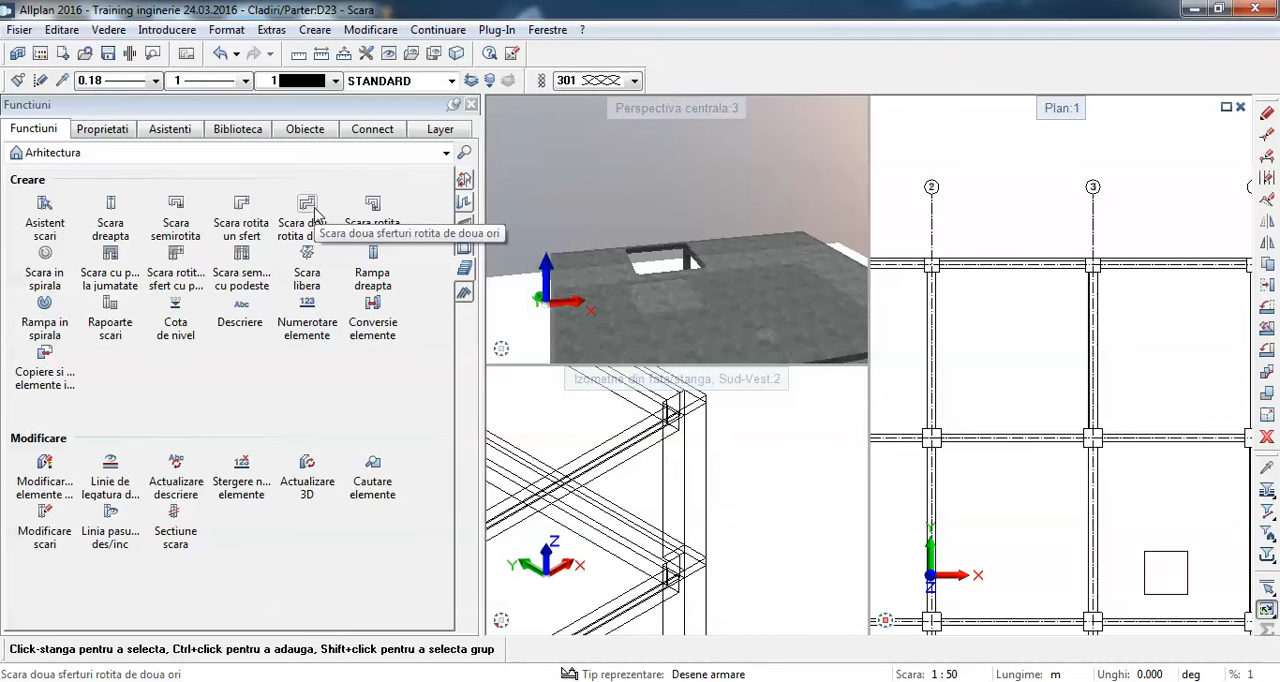 Allplan 2016 - Training inginerie 24.03.2016 - Cladiri/Parter:D23 - Scara
Fisier Editare Vedere Introducere Format Extras Creare Modificare Continuare Plug-In Ferestre ?
0.18 1 1 STANDARD 301
Functiuni
Functiuni Proprietati Asistenti Biblioteca Obiecte Connect Layer
Arhitectura
Creare
Asistent scari
Scara dreapta
Scara semirotita
Scara rotita un sfert
Scara dou rotita d
Scara rotita
Scara doua sferturi rotita de doua ori
Scara in spirala
Scara cu p... la jumatate
Scara rotit... sfert cu p...
Scara sem... cu podeste
Scara libera
Rampa dreapta
Rampa in spirala
Rapoarte scari
Cota de nivel
Abc Descriere
123 Numerotare elemente
Conversie elemente
Copiere si ... elemente i...
Modificare
Modificar... elemente ...
Linie de legatura d...
Abc Actualizare descriere
123 Stergere n... elemente
Actualizare 3D
Cautare elemente
Modificare scari
Linia pasu... des/inc
Sectiune scara
Perspectiva centrala:3
X
Izometrie din fata/stanga, Sud-Vest:2
Z
Y X
Plan:1
2 3
Y
X
Z
Click-stanga pentru a selecta, Ctrl+click pentru a adauga, Shift+click pentru a selecta grup
Scara doua sferturi rotita de doua ori Tip reprezentare: Desene armare Scara: 1 : 50 Lungime: m Unghi: 0.000 deg %: 1